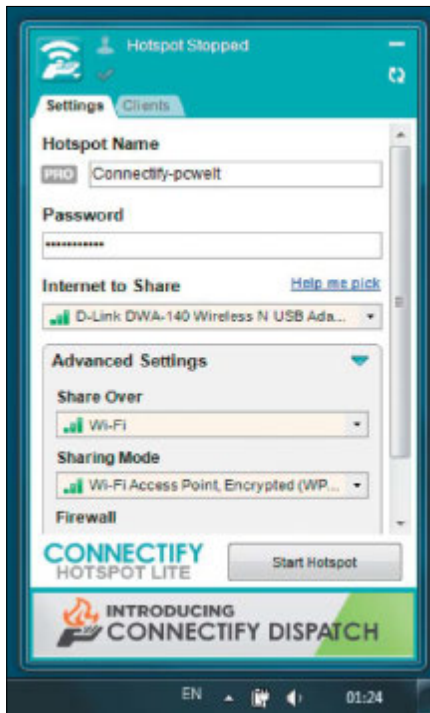 Hotspot Stopped
Settings Clients
Hotspot Name
PRO Connectify-pcwelt
Password
Internet to Share Help me pick
D-Link DWA-140 Wireless N USB Ada...
Advanced Settings
Share Over
Wi-Fi
Sharing Mode
Wi-Fi Access Point, Encrypted (WP...
Firewall
CONNECTIFY
HOTSPOT LITE
Start Hotspot
INTRODUCING
CONNECTIFY DISPATCH
EN 01:24